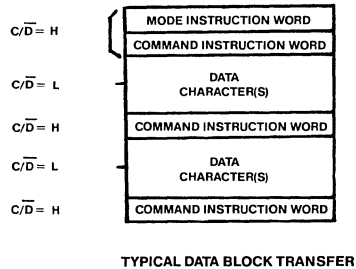 C/D̅ = H
MODE INSTRUCTION WORD
COMMAND INSTRUCTION WORD
C/D̅ = L
DATA
CHARACTER(S)
C/D̅ = H
COMMAND INSTRUCTION WORD
C/D̅ = L
DATA
CHARACTER(S)
C/D̅ = H
COMMAND INSTRUCTION WORD
TYPICAL DATA BLOCK TRANSFER